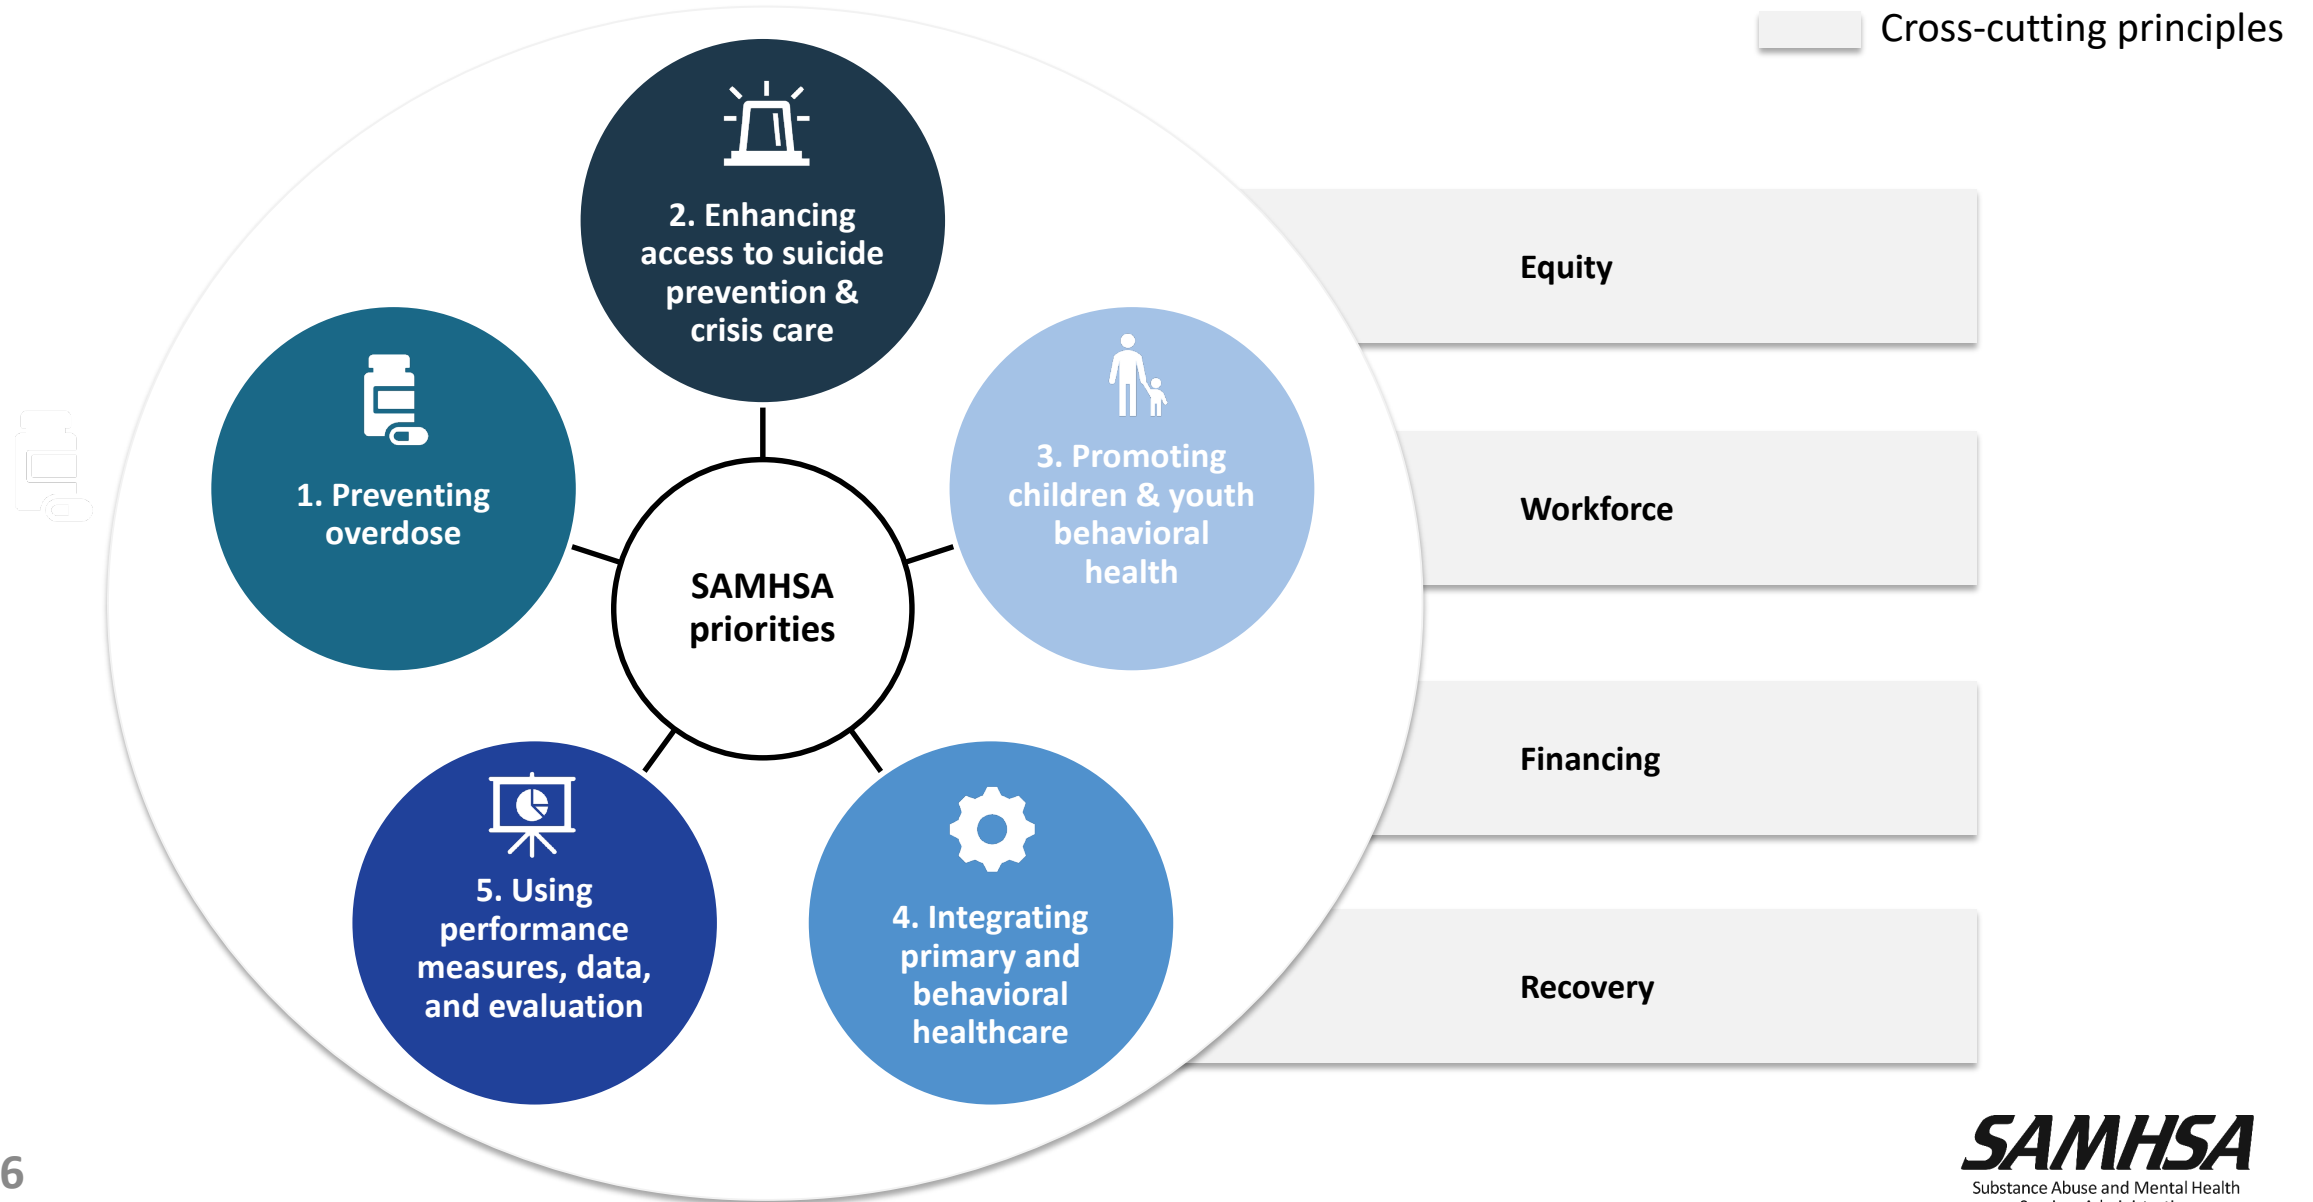 Cross-cutting principles
2. Enhancing
access to suicide
prevention &
crisis care
1. Preventing
overdose
3. Promoting
children & youth
behavioral
health
SAMHSA
priorities
5. Using
performance
measures, data,
and evaluation
4. Integrating
primary and
behavioral
healthcare
Equity
Workforce
Financing
Recovery
SAMHSA
Substance Abuse and Mental Health
6